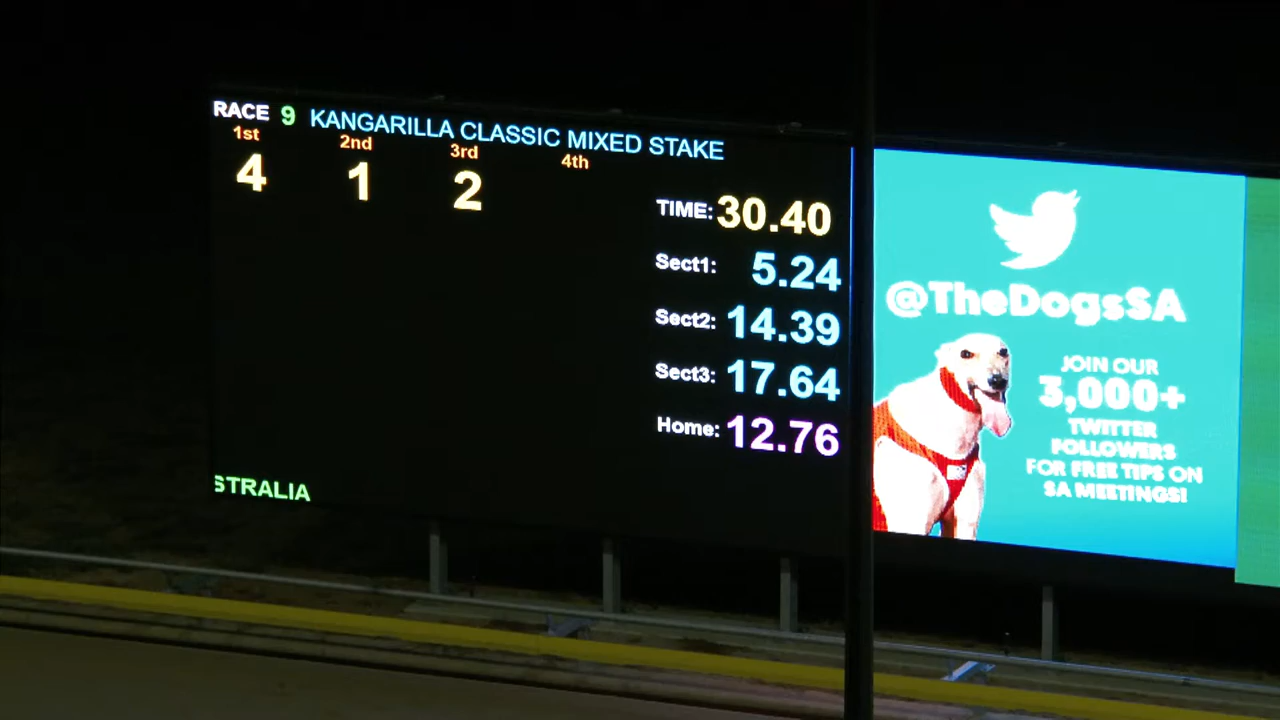 RACE 9 KANGARILLA CLASSIC MIXED STAKE
1st 2nd 3rd 4th
4 1 2
TIME: 30.40
Sect1: 5.24
Sect2: 14.39
Sect3: 17.64
Home: 12.76
STRALIA
@TheDogsSA
JOIN OUR
3,000+
TWITTER
FOLLOWERS
FOR FREE TIPS ON
SA MEETINGS!